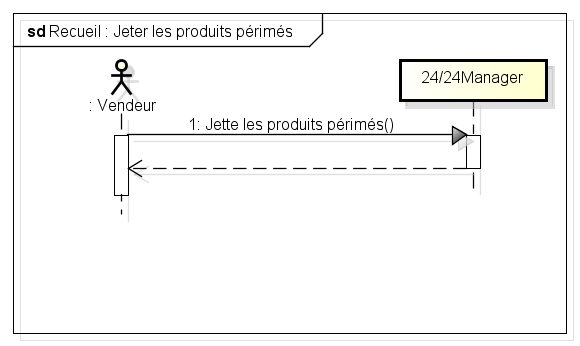 sd Recueil : Jeter les produits périmés
: Vendeur
24/24Manager
1: Jette les produits périmés()